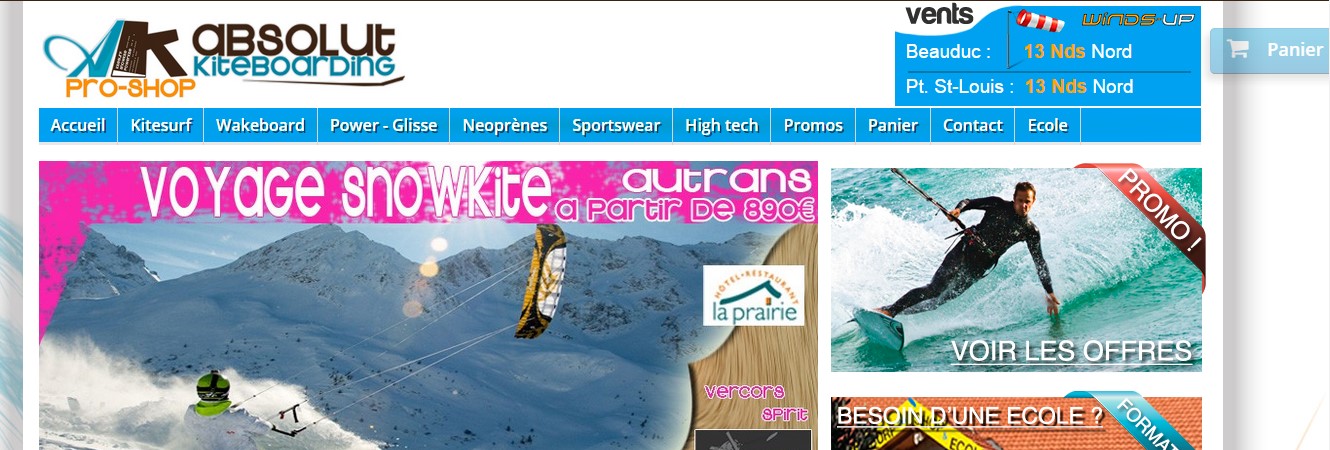 AK
ABSOLUT
KITEBOARDING
PRO-SHOP
vents
WINDS-UP
Beauduc : 13 Nds Nord
Pt. St-Louis : 13 Nds Nord
Panier
Accueil Kitesurf Wakeboard Power - Glisse Neoprènes Sportswear High tech Promos Panier Contact Ecole
VOYAGE SNOWKITE
AUTRANS
A PARTIR DE 890€
HÔTEL • RESTAURANT
la prairie
VERCORS
SPIRIT
PROMO !
VOIR LES OFFRES
BESOIN D'UNE ECOLE ?
ECOL